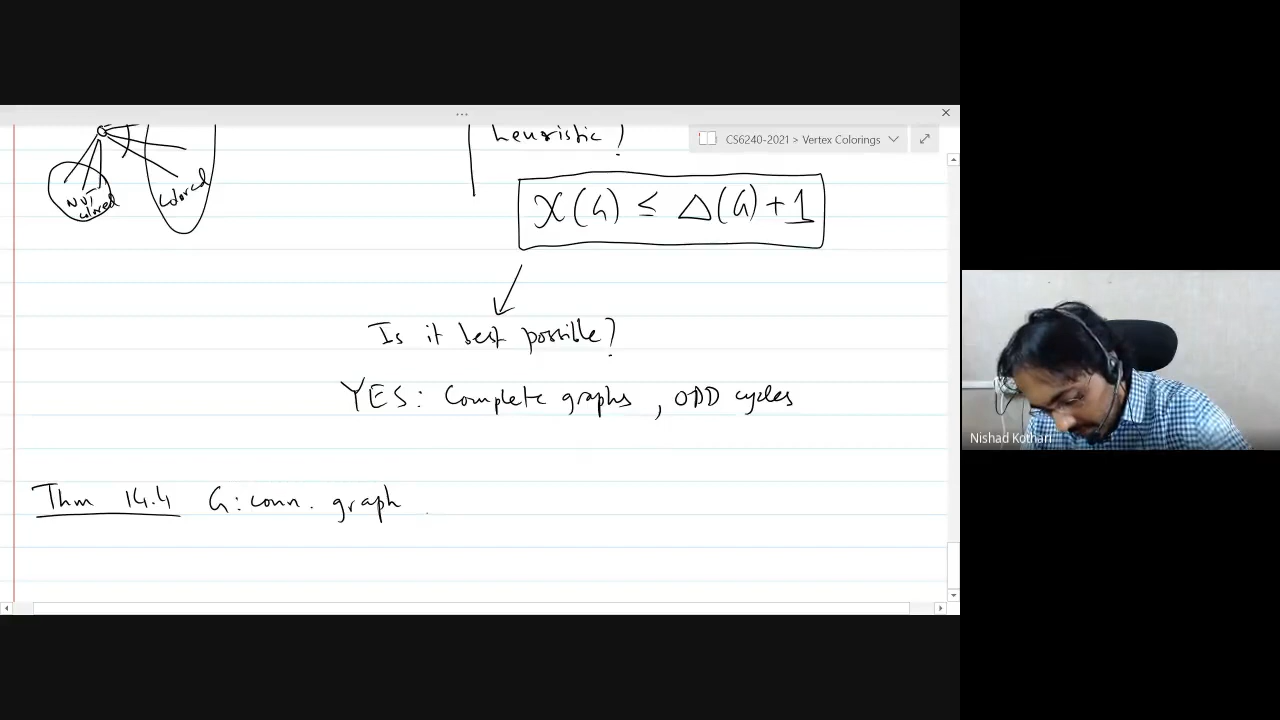 heuristic?
CS6240-2021 > Vertex Colorings
Not colored
colored
χ(G) ≤ Δ(G)+1
Is it best possible?
YES: Complete graphs, ODD cycles
Thm 14.4 G: conn. graph
Nishad Kothari